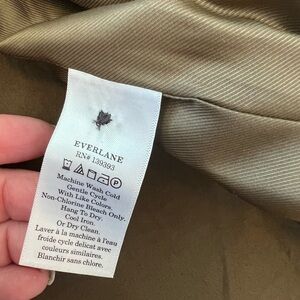 EVERLANE
RN# 139393
Machine Wash Cold
Gentle Cycle
With Like Colors.
Non-Chlorine Bleach Only.
Hang To Dry.
Cool Iron.
Or Dry Clean.
Laver à la machine à l'eau
froide cycle délicat avec
couleurs similaires.
Blanchir sans chlore.